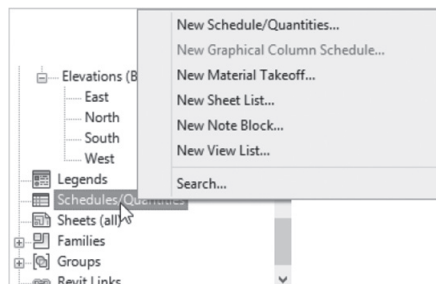 New Schedule/Quantities...
New Graphical Column Schedule...
New Material Takeoff...
New Sheet List...
New Note Block...
New View List...
Search...
Elevations (B
East
North
South
West
Legends
Schedules/Quantities
Sheets (all)
Families
Groups
Revit Links